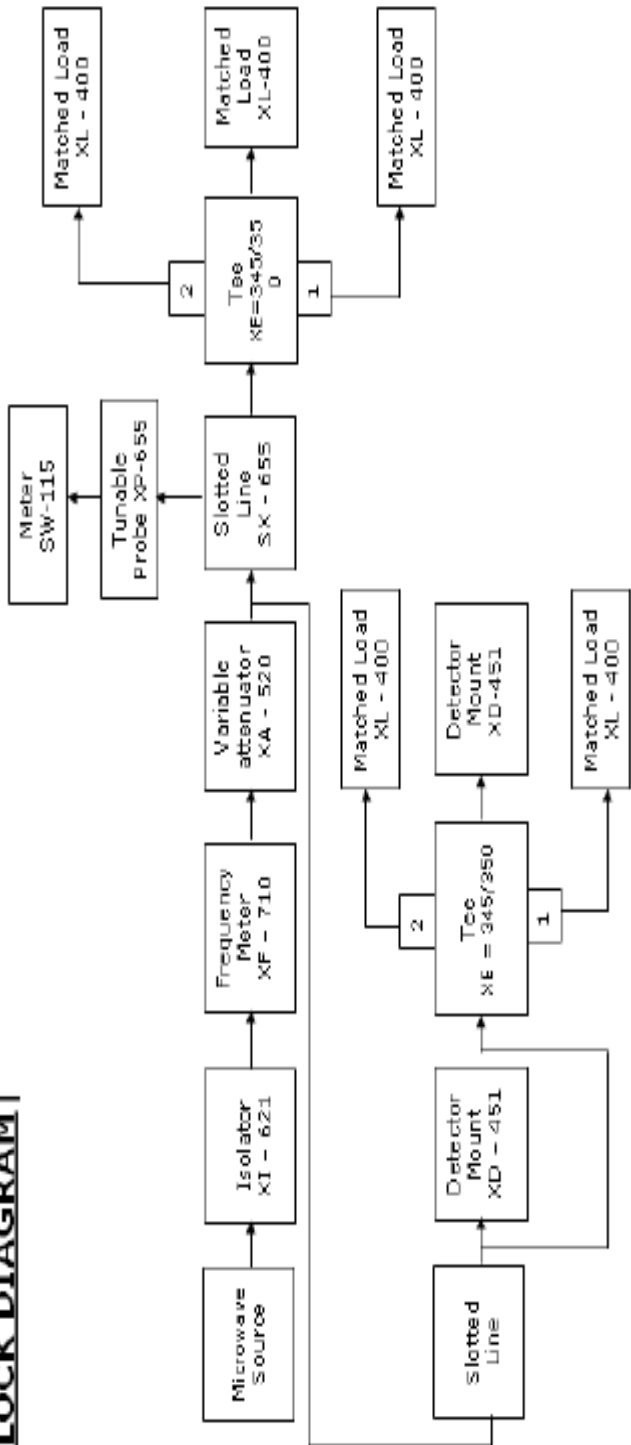 LOCK DIAGRAM
Meter
SW-115
Tunable
Probe XP-655
Matched Load
XL - 400
Microwave
Source
Isolator
XI - 621
Frequency
Meter
XF - 710
Variable
attenuator
XA - 520
Slotted
Line
SX - 655
2
Tee
XE=345/35
0
1
Matched
Load
XL-400
Matched Load
XL - 400
Matched Load
XL - 400
Slotted
Line
Detector
Mount
XD - 451
2
Tee
XE = 345/350
1
Detector
Mount
XD-451
Matched Load
XL - 400